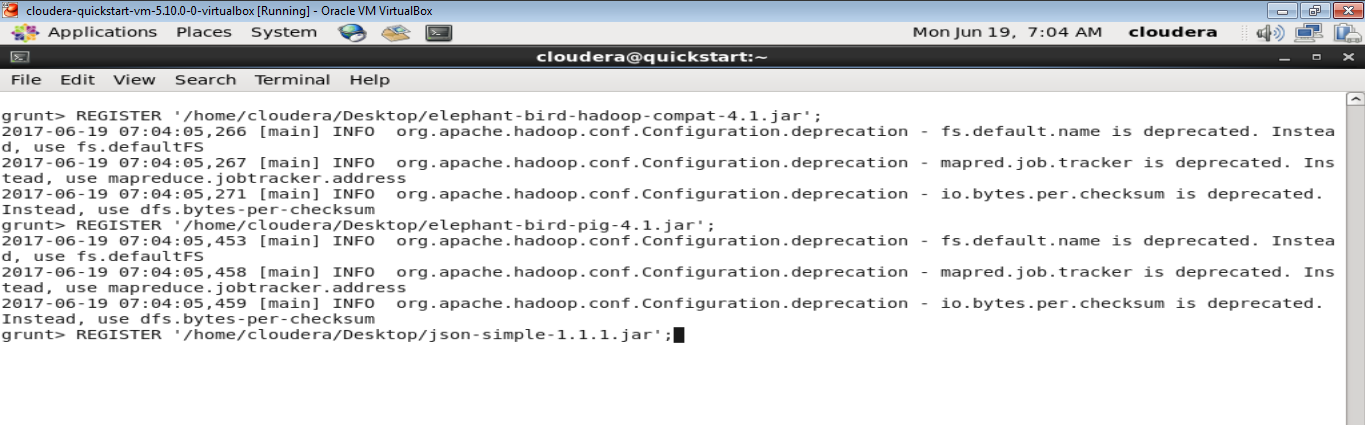 cloudera-quickstart-vm-5.10.0-0-virtualbox [Running] - Oracle VM VirtualBox
Applications Places System Mon Jun 19, 7:04 AM cloudera
cloudera@quickstart:~
File Edit View Search Terminal Help
grunt> REGISTER '/home/cloudera/Desktop/elephant-bird-hadoop-compat-4.1.jar';
2017-06-19 07:04:05,266 [main] INFO  org.apache.hadoop.conf.Configuration.deprecation - fs.default.name is deprecated. Instea
d, use fs.defaultFS
2017-06-19 07:04:05,267 [main] INFO  org.apache.hadoop.conf.Configuration.deprecation - mapred.job.tracker is deprecated. Ins
tead, use mapreduce.jobtracker.address
2017-06-19 07:04:05,271 [main] INFO  org.apache.hadoop.conf.Configuration.deprecation - io.bytes.per.checksum is deprecated.
Instead, use dfs.bytes-per-checksum
grunt> REGISTER '/home/cloudera/Desktop/elephant-bird-pig-4.1.jar';
2017-06-19 07:04:05,453 [main] INFO  org.apache.hadoop.conf.Configuration.deprecation - fs.default.name is deprecated. Instea
d, use fs.defaultFS
2017-06-19 07:04:05,458 [main] INFO  org.apache.hadoop.conf.Configuration.deprecation - mapred.job.tracker is deprecated. Ins
tead, use mapreduce.jobtracker.address
2017-06-19 07:04:05,459 [main] INFO  org.apache.hadoop.conf.Configuration.deprecation - io.bytes.per.checksum is deprecated.
Instead, use dfs.bytes-per-checksum
grunt> REGISTER '/home/cloudera/Desktop/json-simple-1.1.1.jar';